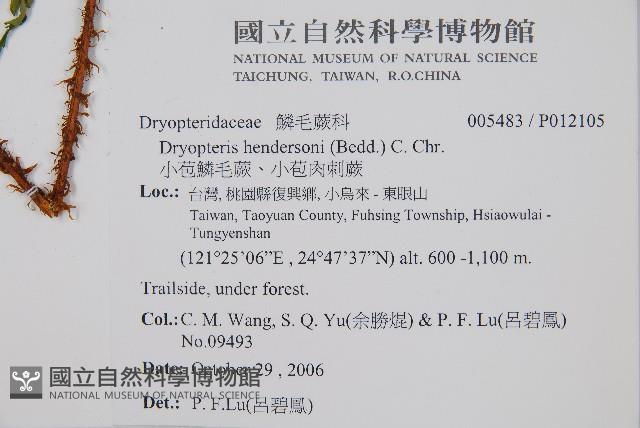 國立自然科學博物館
NATIONAL MUSEUM OF NATURAL SCIENCE
TAICHUNG, TAIWAN, R.O.CHINA
Dryopteridaceae 鱗毛蕨科 005483 / P012105
Dryopteris hendersoni (Bedd.) C. Chr.
小苞鱗毛蕨、小苞肉刺蕨
Loc.: 台灣, 桃園縣復興鄉, 小烏來 - 東眼山
Taiwan, Taoyuan County, Fuhsing Township, Hsiaowulai -
Tungyenshan
(121°25'06"E , 24°47'37"N) alt. 600 -1,100 m.
Trailside, under forest.
Col.: C. M. Wang, S. Q. Yu(余勝焜) & P. F. Lu(呂碧鳳)
No.09493
Date: October 29 , 2006
國立自然科學博物館
NATIONAL MUSEUM OF NATURAL SCIENCE
Det.: P. F.Lu(呂碧鳳)